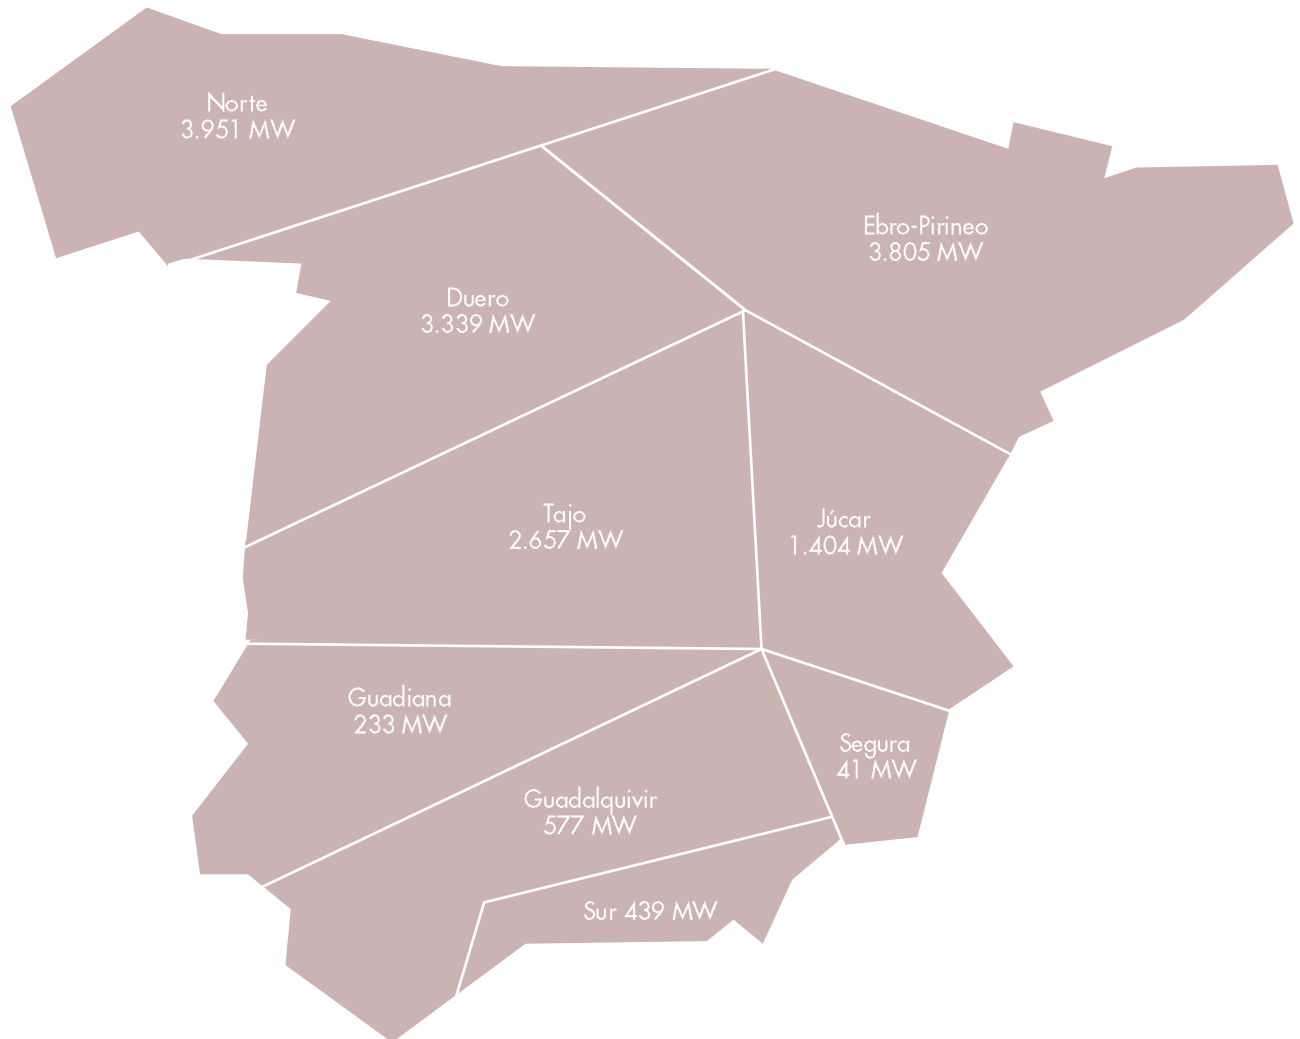 Norte
3.951 MW
Ebro-Pirineo
3.805 MW
Duero
3.339 MW
Tajo
2.657 MW
Júcar
1.404 MW
Guadiana
233 MW
Segura
41 MW
Guadalquivir
577 MW
Sur 439 MW